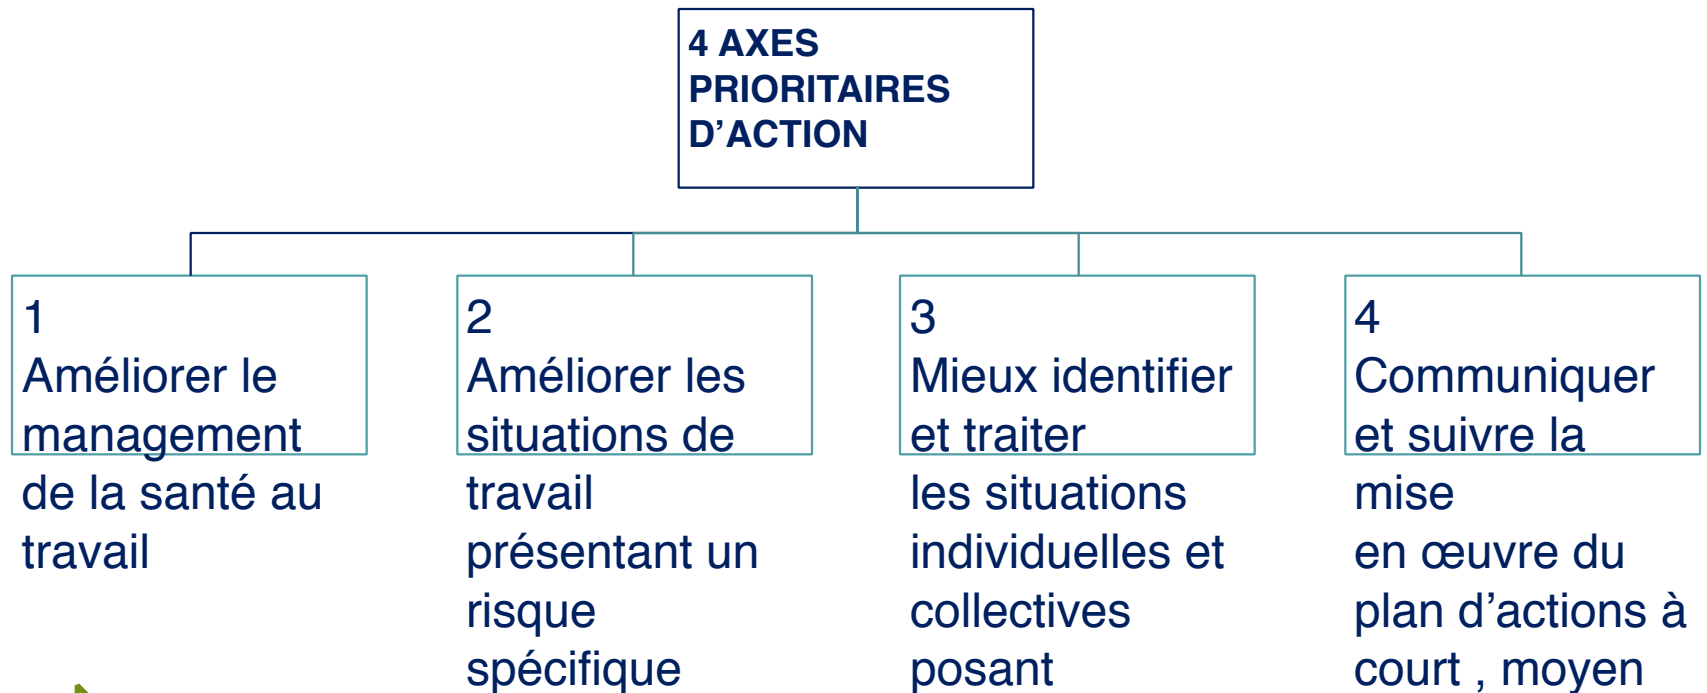 4 AXES
PRIORITAIRES
D’ACTION
1
Améliorer le
management
de la santé au
travail
2
Améliorer les
situations de
travail
présentant un
risque
spécifique
3
Mieux identifier
et traiter
les situations
individuelles et
collectives
posant
4
Communiquer
et suivre la
mise
en œuvre du
plan d’actions à
court , moyen